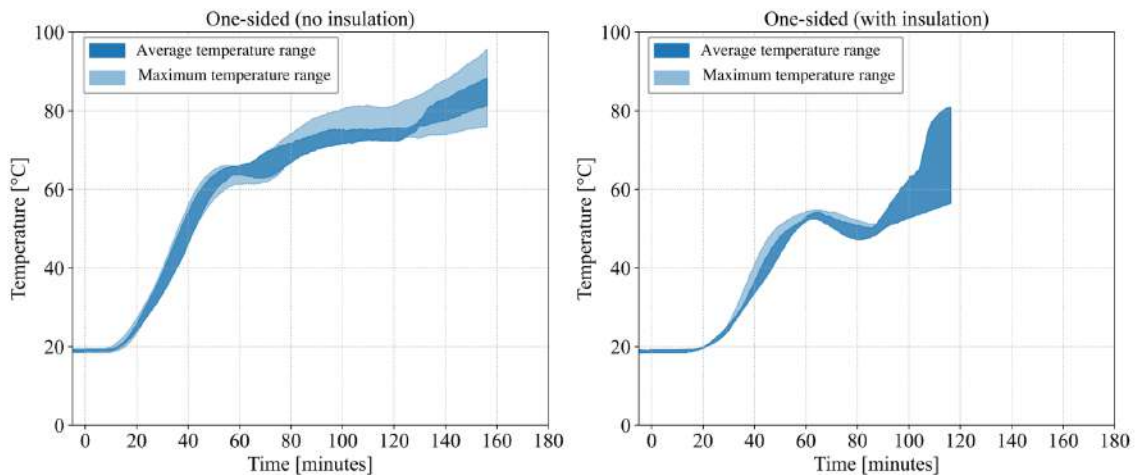 One-sided (no insulation)
100
80
60
40
20
0
Temperature [°C]
Average temperature range
Maximum temperature range
0 20 40 60 80 100 120 140 160 180
Time [minutes]
One-sided (with insulation)
100
80
60
40
20
0
Temperature [°C]
Average temperature range
Maximum temperature range
0 20 40 60 80 100 120 140 160 180
Time [minutes]